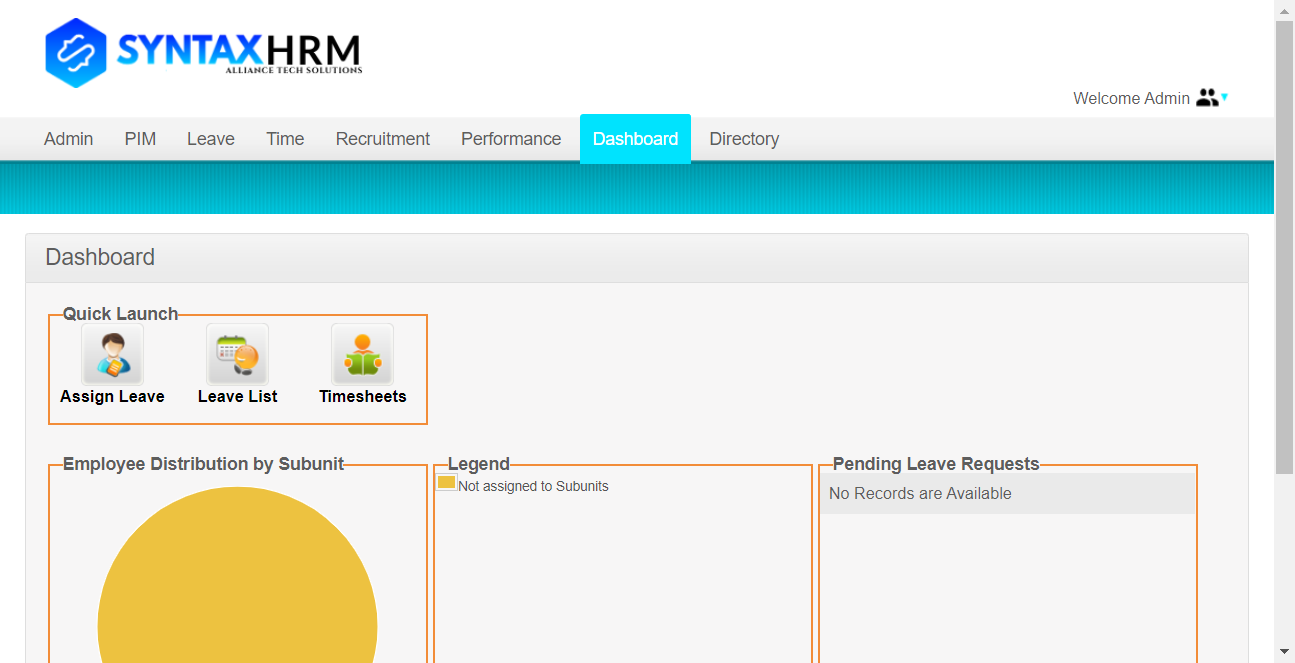 SYNTAXHRM
ALLIANCE TECH SOLUTIONS
Welcome Admin
Admin PIM Leave Time Recruitment Performance Dashboard Directory
Dashboard
Quick Launch
Assign Leave Leave List Timesheets
Employee Distribution by Subunit Legend Pending Leave Requests
Not assigned to Subunits
No Records are Available